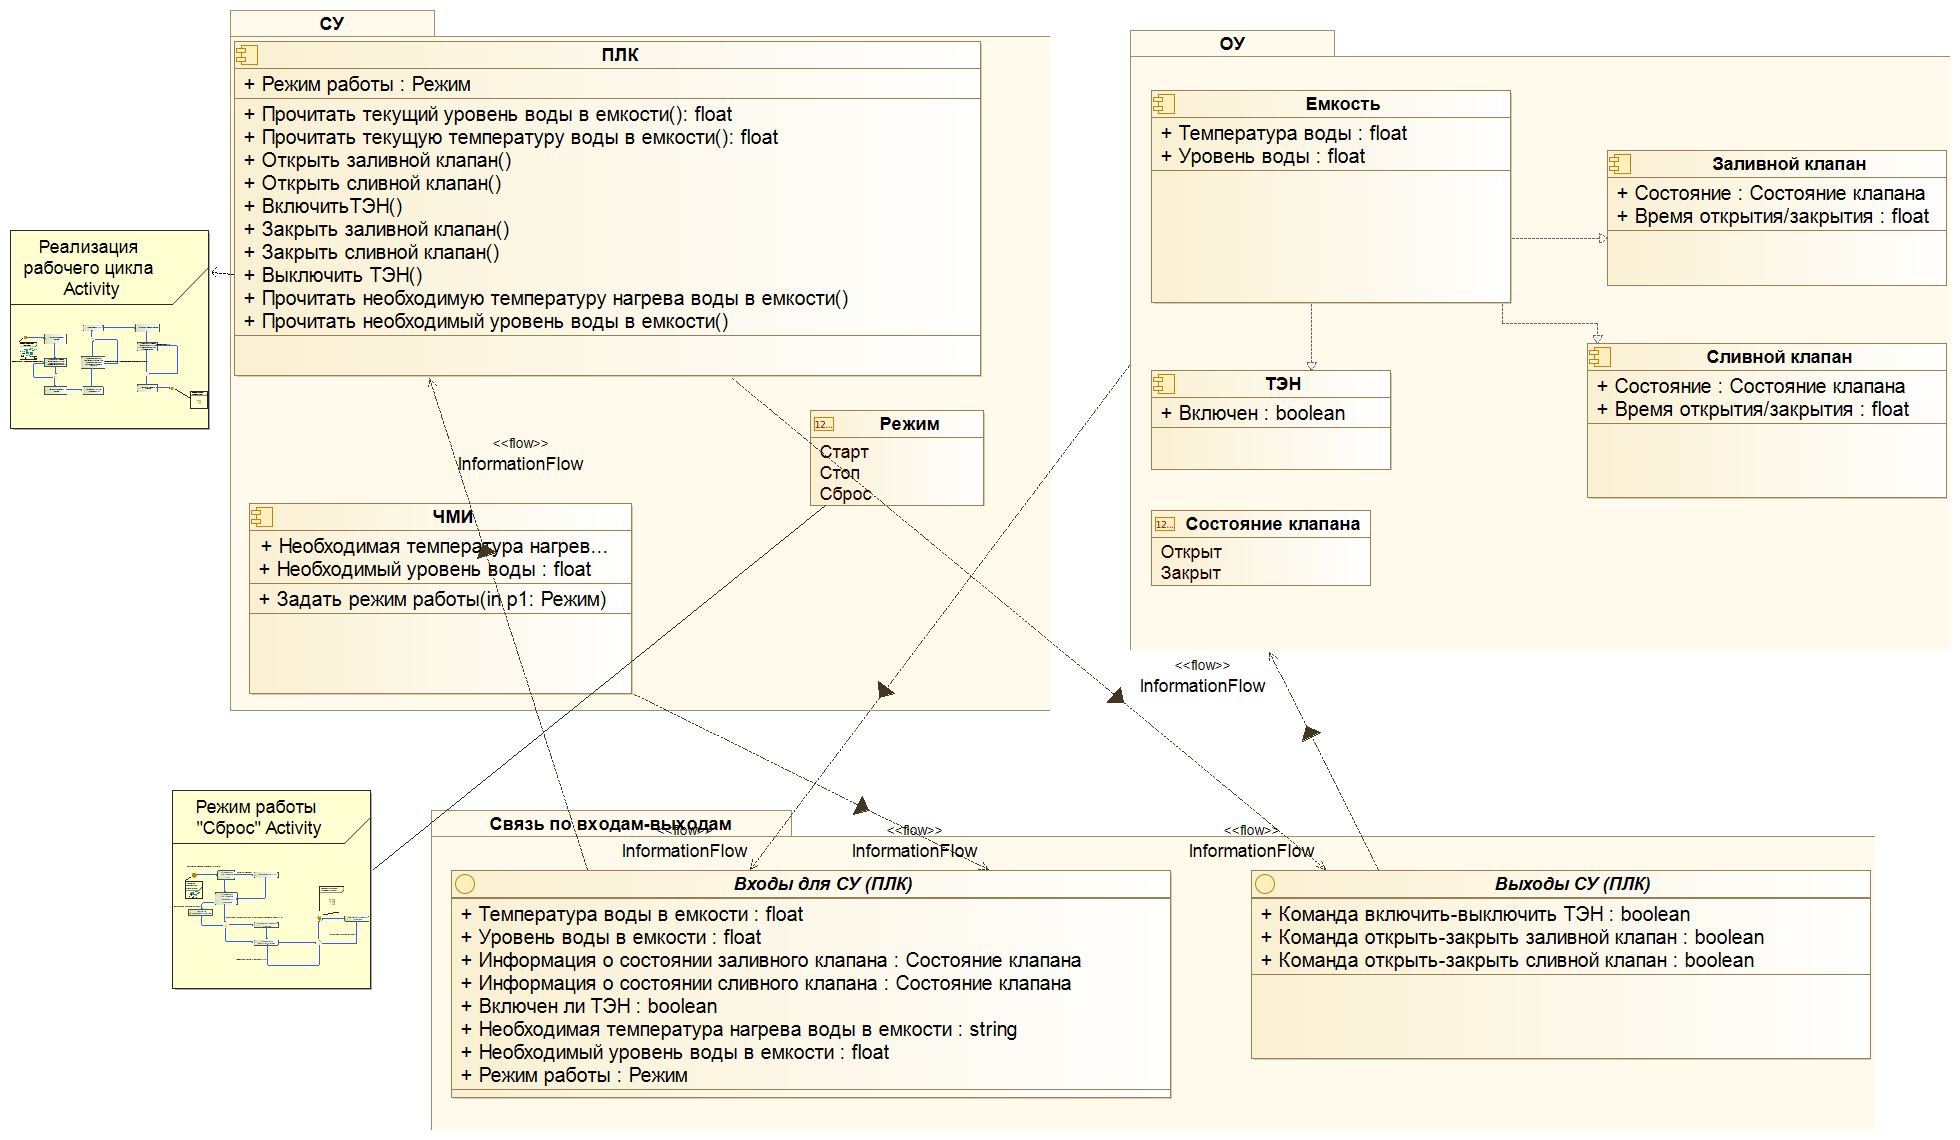 СУ
ПЛК
+ Режим работы : Режим
+ Прочитать текущий уровень воды в емкости(): float
+ Прочитать текущую температуру воды в емкости(): float
+ Открыть заливной клапан()
+ Открыть сливной клапан()
+ ВключитьТЭН()
+ Закрыть заливной клапан()
+ Закрыть сливной клапан()
+ Выключить ТЭН()
+ Прочитать необходимую температуру нагрева воды в емкости()
+ Прочитать необходимый уровень воды в емкости()
Реализация
рабочего цикла
Activity
12...
Режим
Старт
Стоп
Сброс
<<flow>>
InformationFlow
ЧМИ
+ Необходимая температура нагрев...
+ Необходимый уровень воды : float
+ Задать режим работы(in p1: Режим)
ОУ
Емкость
+ Температура воды : float
+ Уровень воды : float
Заливной клапан
+ Состояние : Состояние клапана
+ Время открытия/закрытия : float
ТЭН
+ Включен : boolean
Сливной клапан
+ Состояние : Состояние клапана
+ Время открытия/закрытия : float
12...
Состояние клапана
Открыт
Закрыт
<<flow>>
InformationFlow
Режим работы
"Сброс" Activity
Связь по входам-выходам
<<flow>>
InformationFlow
<<flow>>
InformationFlow
<<flow>>
InformationFlow
Входы для СУ (ПЛК)
+ Температура воды в емкости : float
+ Уровень воды в емкости : float
+ Информация о состоянии заливного клапана : Состояние клапана
+ Информация о состоянии сливного клапана : Состояние клапана
+ Включен ли ТЭН : boolean
+ Необходимая температура нагрева воды в емкости : string
+ Необходимый уровень воды в емкости : float
+ Режим работы : Режим
Выходы СУ (ПЛК)
+ Команда включить-выключить ТЭН : boolean
+ Команда открыть-закрыть заливной клапан : boolean
+ Команда открыть-закрыть сливной клапан : boolean